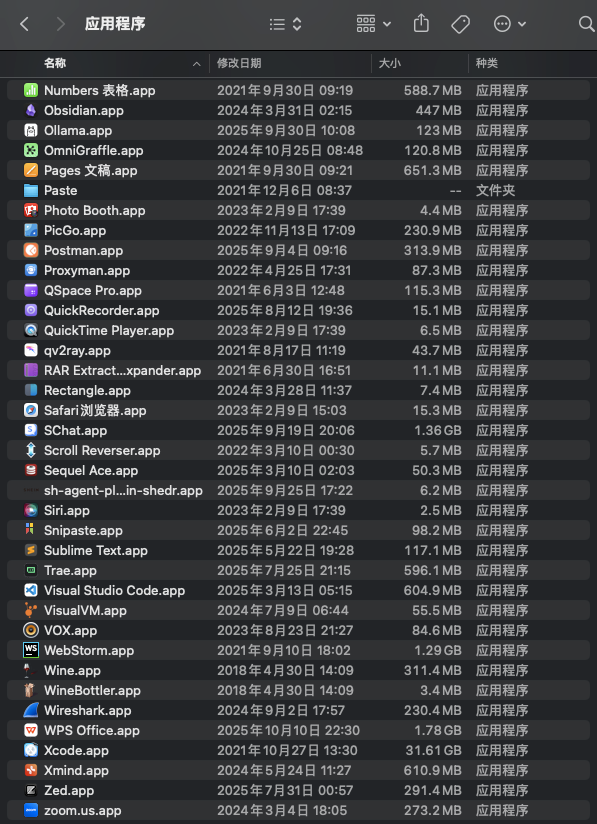 应用程序
名称 修改日期 大小 种类
Numbers 表格.app 2021年9月30日 09:19 588.7 MB 应用程序
Obsidian.app 2024年3月31日 02:15 447 MB 应用程序
Ollama.app 2025年9月30日 10:08 123 MB 应用程序
OmniGraffle.app 2024年10月25日 08:48 120.8 MB 应用程序
Pages 文稿.app 2021年9月30日 09:21 651.3 MB 应用程序
Paste 2021年12月6日 08:37 -- 文件夹
Photo Booth.app 2023年2月9日 17:39 4.4 MB 应用程序
PicGo.app 2022年11月13日 17:09 230.9 MB 应用程序
Postman.app 2025年9月4日 09:16 313.9 MB 应用程序
Proxyman.app 2022年4月25日 17:31 87.3 MB 应用程序
QSpace Pro.app 2021年6月3日 12:48 115.3 MB 应用程序
QuickRecorder.app 2025年8月12日 19:36 15.1 MB 应用程序
QuickTime Player.app 2023年2月9日 17:39 6.5 MB 应用程序
qv2ray.app 2021年8月17日 11:19 43.7 MB 应用程序
RAR Extract...xpander.app 2021年6月30日 16:51 11.1 MB 应用程序
Rectangle.app 2024年3月28日 11:37 7.4 MB 应用程序
Safari浏览器.app 2023年2月9日 15:03 15.3 MB 应用程序
SChat.app 2025年9月19日 20:06 1.36 GB 应用程序
Scroll Reverser.app 2022年3月10日 00:30 5.7 MB 应用程序
Sequel Ace.app 2025年3月10日 02:03 50.3 MB 应用程序
sh-agent-pl...in-shedr.app 2025年9月25日 17:22 6.2 MB 应用程序
Siri.app 2023年2月9日 17:39 2.5 MB 应用程序
Snipaste.app 2025年6月2日 22:45 98.2 MB 应用程序
Sublime Text.app 2025年5月22日 19:28 117.1 MB 应用程序
Trae.app 2025年7月25日 21:15 596.1 MB 应用程序
Visual Studio Code.app 2025年3月13日 05:15 604.9 MB 应用程序
VisualVM.app 2024年7月9日 06:44 55.5 MB 应用程序
VOX.app 2023年8月23日 21:27 84.6 MB 应用程序
WS WebStorm.app 2021年9月10日 18:02 1.29 GB 应用程序
Wine.app 2018年4月30日 14:09 311.4 MB 应用程序
WineBottler.app 2018年4月30日 14:09 3.4 MB 应用程序
Wireshark.app 2024年9月2日 17:57 230.4 MB 应用程序
WPS Office.app 2025年10月10日 22:30 1.78 GB 应用程序
Xcode.app 2021年10月27日 13:30 31.61 GB 应用程序
Xmind.app 2024年5月24日 11:27 610.9 MB 应用程序
Zed.app 2025年7月31日 00:57 291.4 MB 应用程序
zoom.us.app 2024年3月4日 18:05 273.2 MB 应用程序